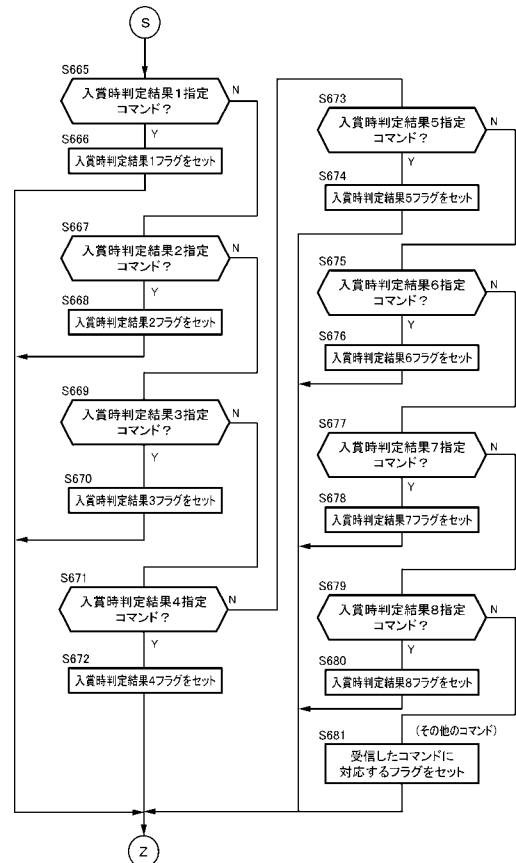 S
S665
入賞時判定結果1指定
コマンド?
N
Y
S666
入賞時判定結果1フラグをセット
S667
入賞時判定結果2指定
コマンド?
N
Y
S668
入賞時判定結果2フラグをセット
S669
入賞時判定結果3指定
コマンド?
N
Y
S670
入賞時判定結果3フラグをセット
S671
入賞時判定結果4指定
コマンド?
N
Y
S672
入賞時判定結果4フラグをセット
S673
入賞時判定結果5指定
コマンド?
N
Y
S674
入賞時判定結果5フラグをセット
S675
入賞時判定結果6指定
コマンド?
N
Y
S676
入賞時判定結果6フラグをセット
S677
入賞時判定結果7指定
コマンド?
N
Y
S678
入賞時判定結果7フラグをセット
S679
入賞時判定結果8指定
コマンド?
N
Y
S680
入賞時判定結果8フラグをセット
(その他のコマンド)
S681
受信したコマンドに
対応するフラグをセット
Z